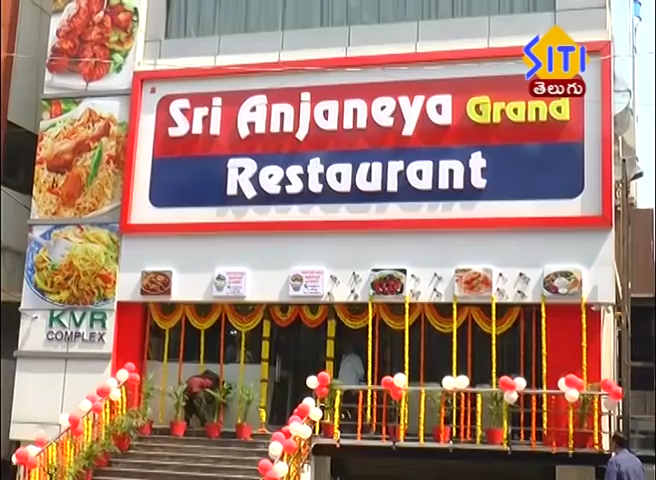 SITI
తెలుగు
Sri Anjaneya Grand
Restaurant
KVR
COMPLEX